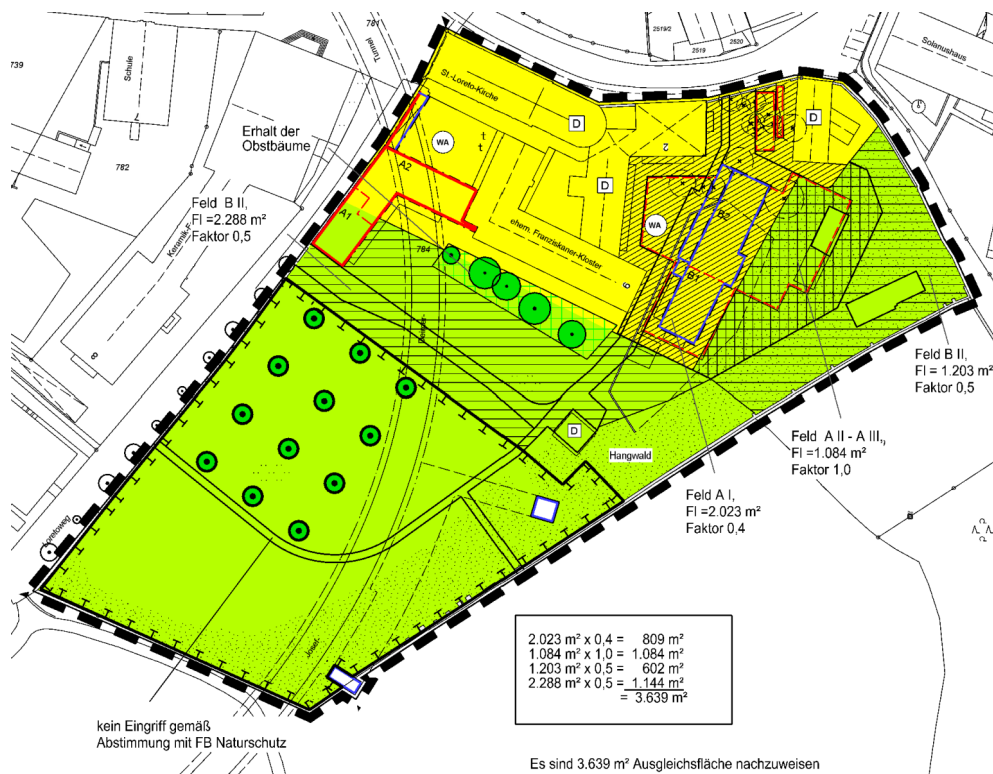 781
Tunnel
2519/2
2519
2520
Solanushaus
739
Schule
7
782
St.-Loreto-Kirche
D
D
D
Erhalt der
Obstbäume
WA
t
t
2
A2
A1
Feld B II,
Fl =2.288 m²
Faktor 0,5
784
ehem. Franziskaner-Kloster
6
WA
B2
B1
8
Feld B II,
Fl = 1.203 m²
Faktor 0,5
D
Hangwald
Feld A II - A III,,
Fl =1.084 m²
Faktor 1,0
Feld A I,
Fl =2.023 m²
Faktor 0,4
Loretoweg
Josef-
2.023 m² x 0,4 = 809 m²
1.084 m² x 1,0 = 1.084 m²
1.203 m² x 0,5 = 602 m²
2.288 m² x 0,5 = 1.144 m²
= 3.639 m²
kein Eingriff gemäß
Abstimmung mit FB Naturschutz
Es sind 3.639 m² Ausgleichsfläche nachzuweisen